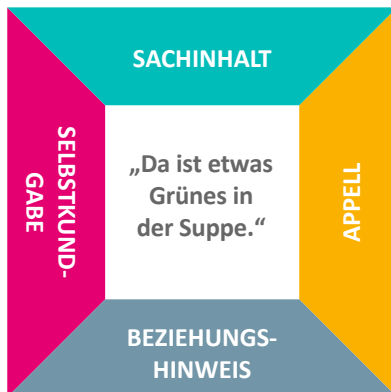 SACHINHALT
SELBSTKUND-
GABE
„Da ist etwas
Grünes in
der Suppe.“
APPELL
BEZIEHUNGS-
HINWEIS